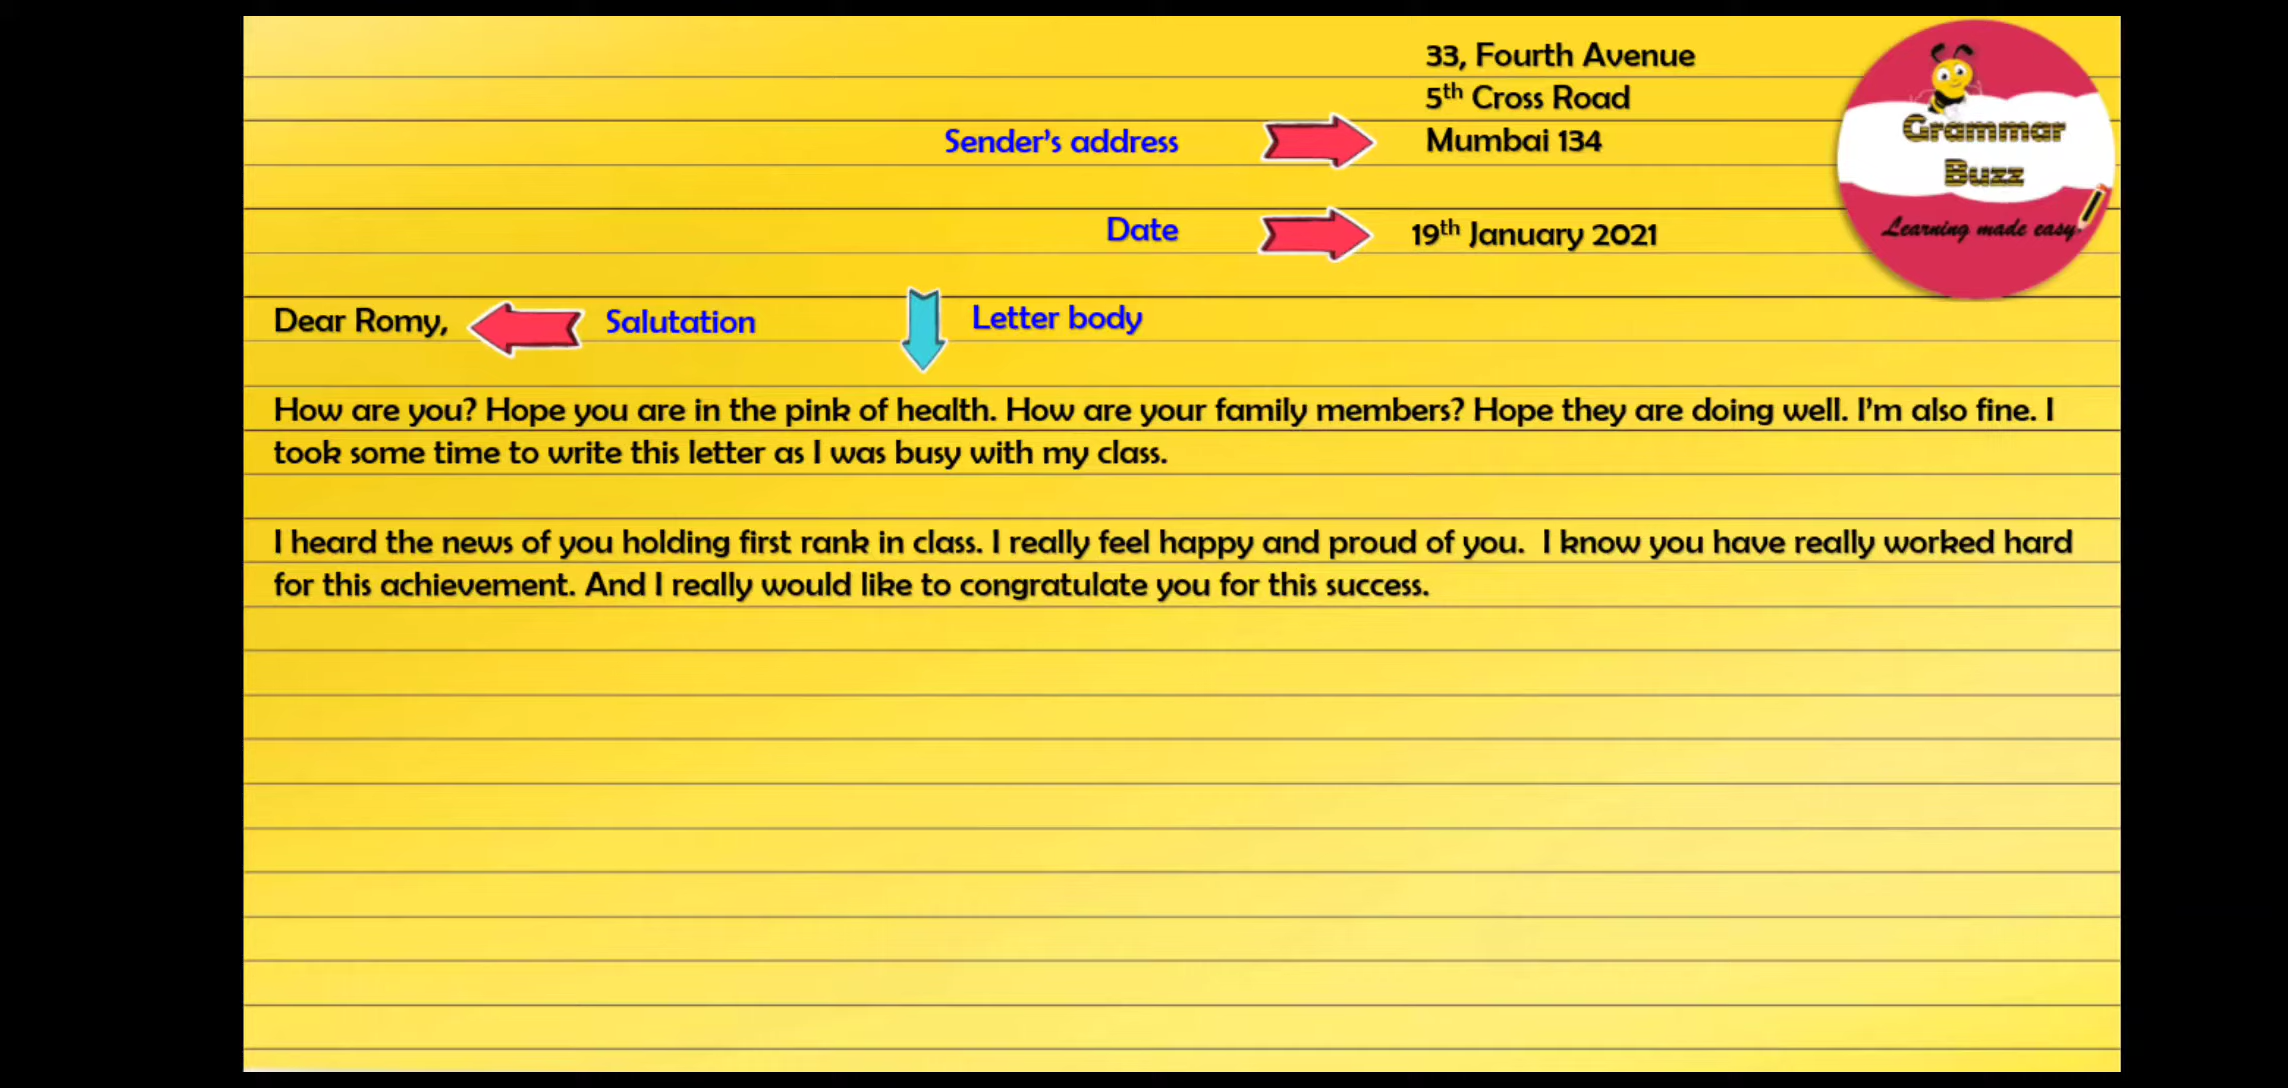 33, Fourth Avenue
5th Cross Road
Sender's address
Mumbai 134
Grammar
Buzz
Learning made easy
Date
19th January 2021
Dear Romy,
Salutation
Letter body
How are you? Hope you are in the pink of health. How are your family members? Hope they are doing well. I'm also fine. I
took some time to write this letter as I was busy with my class.
I heard the news of you holding first rank in class. I really feel happy and proud of you. I know you have really worked hard
for this achievement. And I really would like to congratulate you for this success.